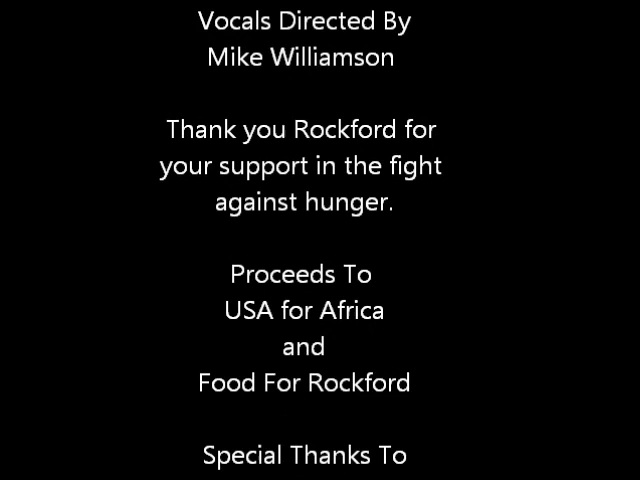 Vocals Directed By
Mike Williamson
Thank you Rockford for
your support in the fight
against hunger.
Proceeds To
USA for Africa
and
Food For Rockford
Special Thanks To